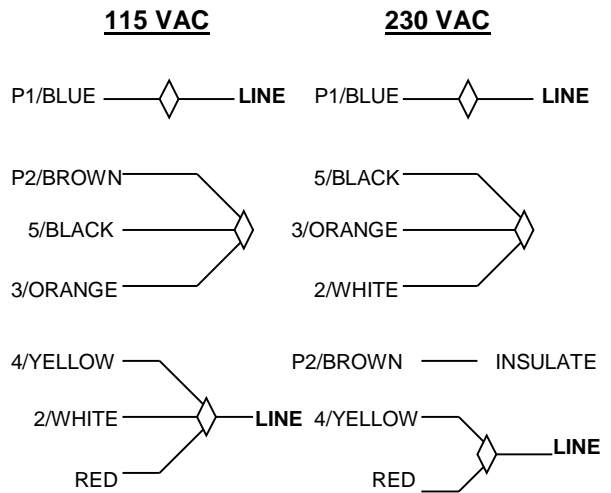 115 VAC
P1/BLUE LINE
P2/BROWN
5/BLACK
3/ORANGE
4/YELLOW
2/WHITE LINE
RED
230 VAC
P1/BLUE LINE
5/BLACK
3/ORANGE
2/WHITE
P2/BROWN INSULATE
4/YELLOW
LINE
RED